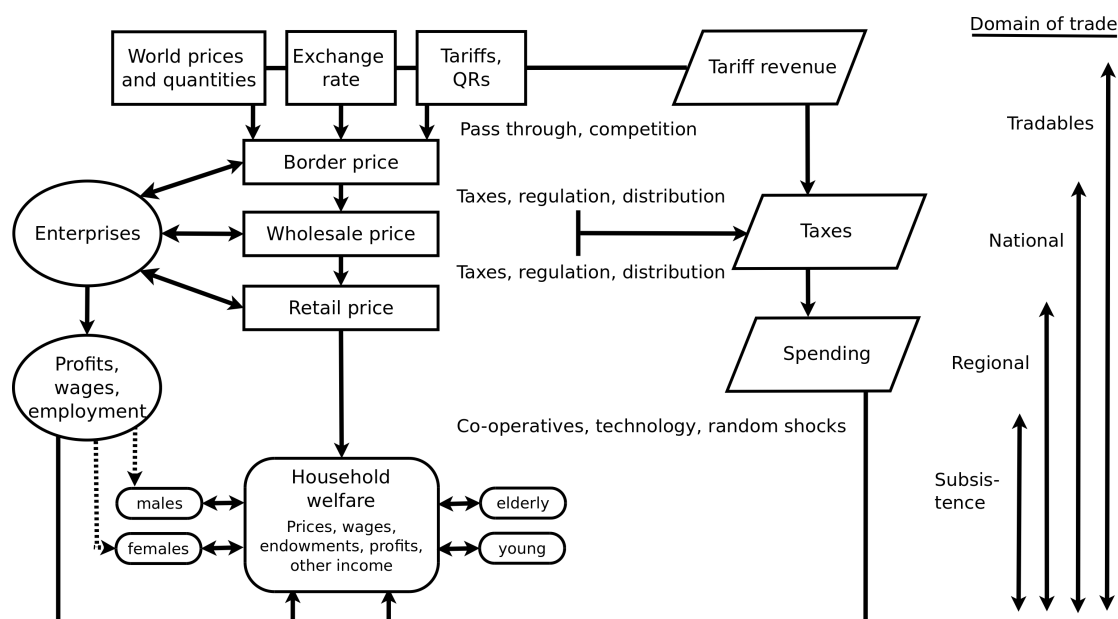 Domain of trade
World prices
and quantities
Exchange
rate
Tariffs,
QRs
Tariff revenue
Tradables
Pass through, competition
Border price
Taxes, regulation, distribution
Enterprises
Wholesale price
Taxes
National
Taxes, regulation, distribution
Retail price
Profits,
wages,
employment
Spending
Regional
Co-operatives, technology, random shocks
Household
welfare
Prices, wages,
endowments, profits,
other income
males
females
elderly
young
Subsis-
tence